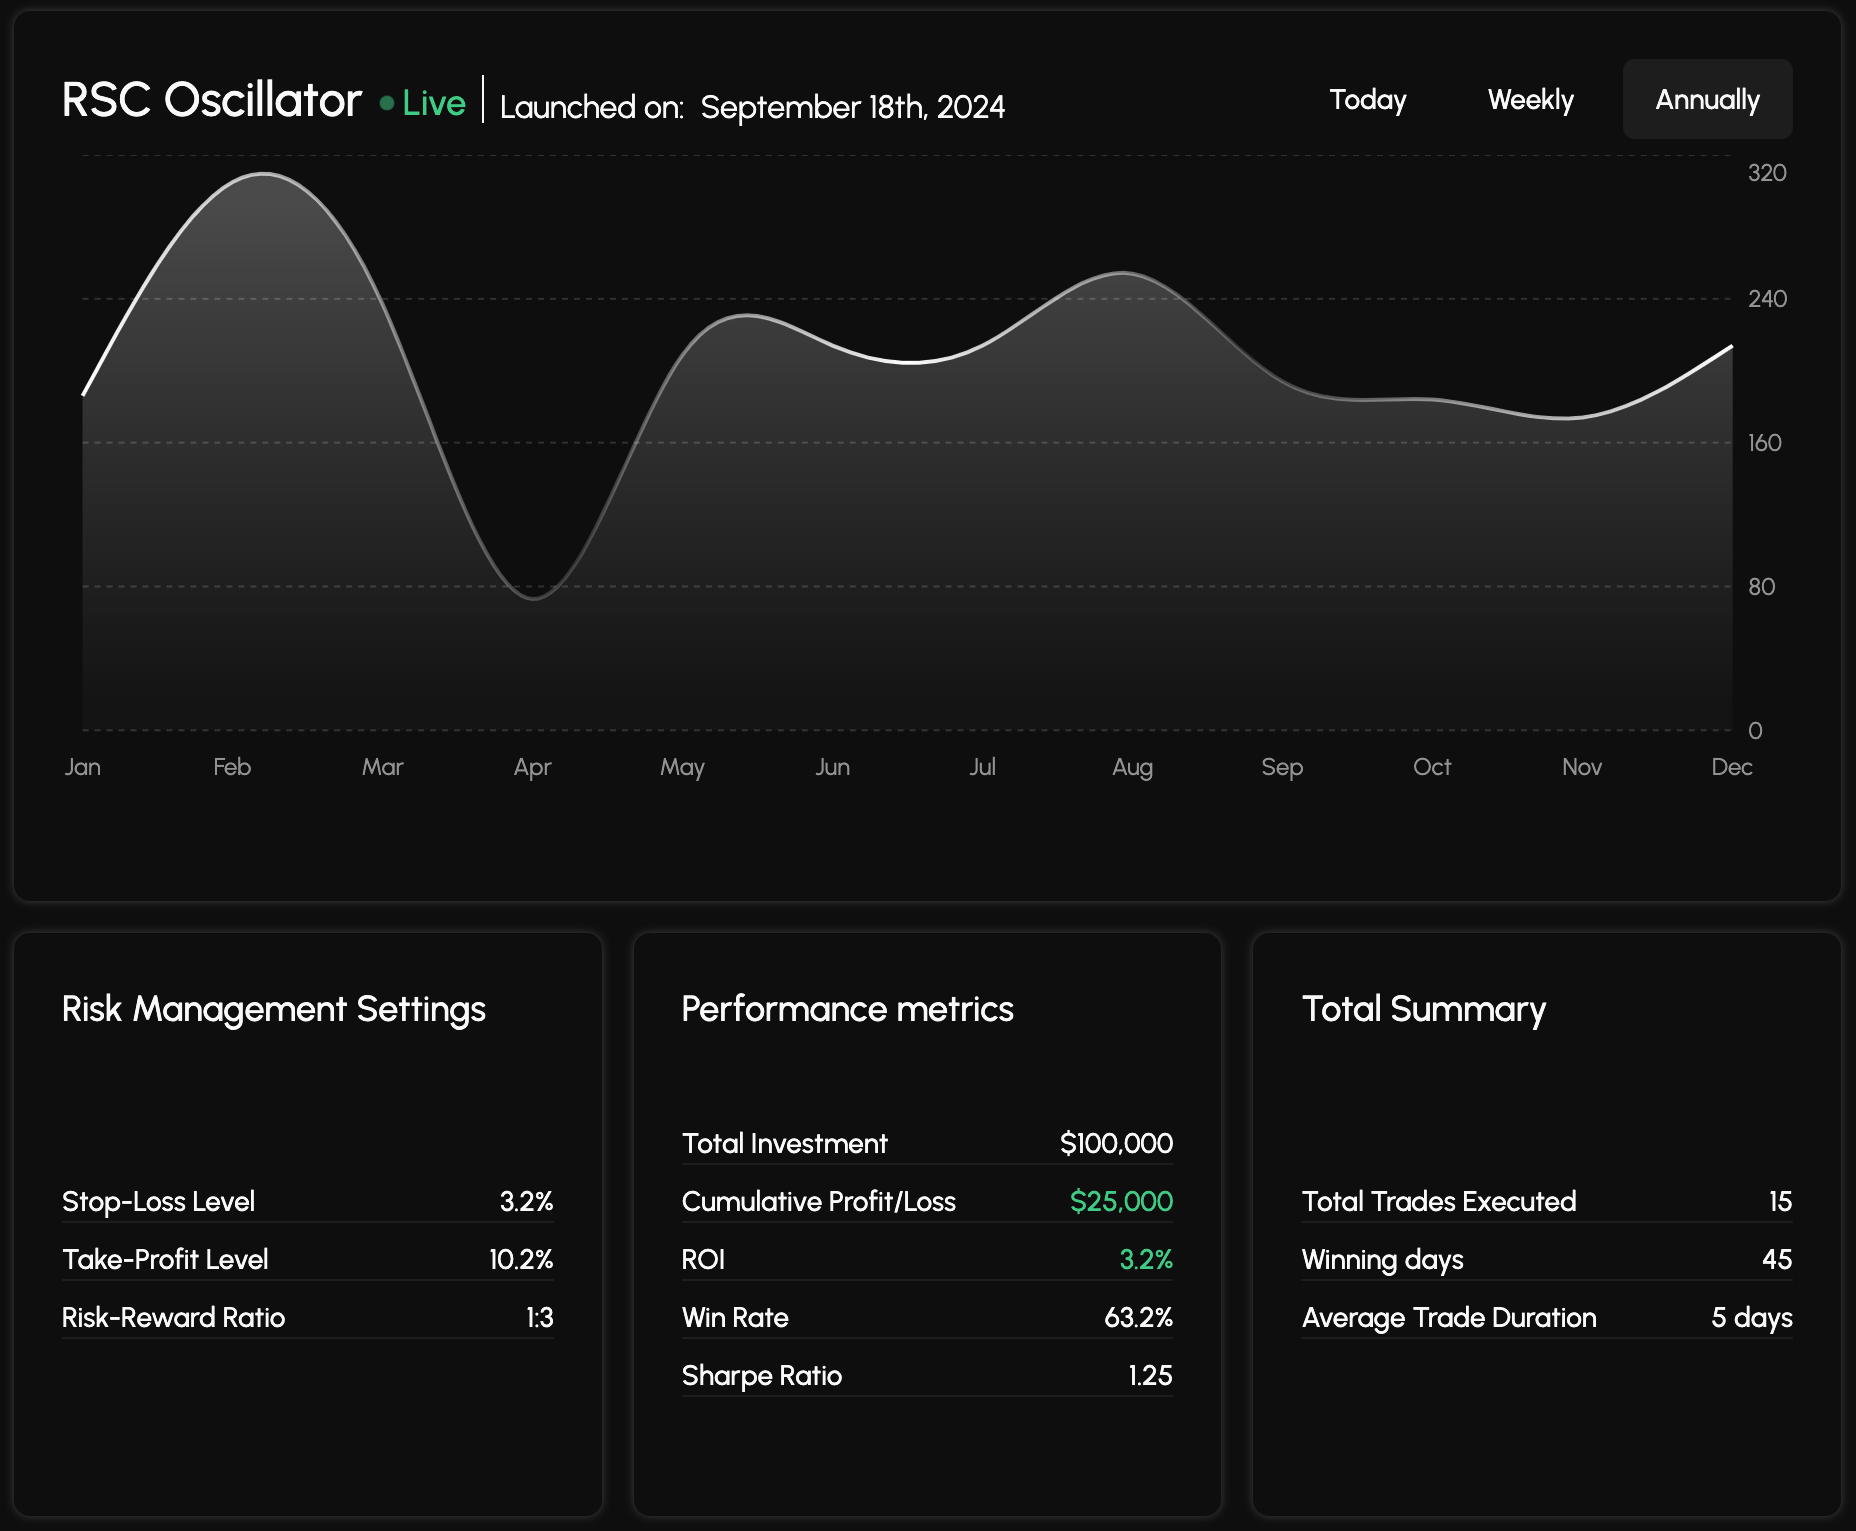 RSC Oscillator Live Launched on: September 18th, 2024 Today Weekly Annually
320
240
160
80
0
Jan Feb Mar Apr May Jun Jul Aug Sep Oct Nov Dec
Risk Management Settings
Stop-Loss Level 3.2%
Take-Profit Level 10.2%
Risk-Reward Ratio 1:3
Performance metrics
Total Investment $100,000
Cumulative Profit/Loss $25,000
ROI 3.2%
Win Rate 63.2%
Sharpe Ratio 1.25
Total Summary
Total Trades Executed 15
Winning days 45
Average Trade Duration 5 days